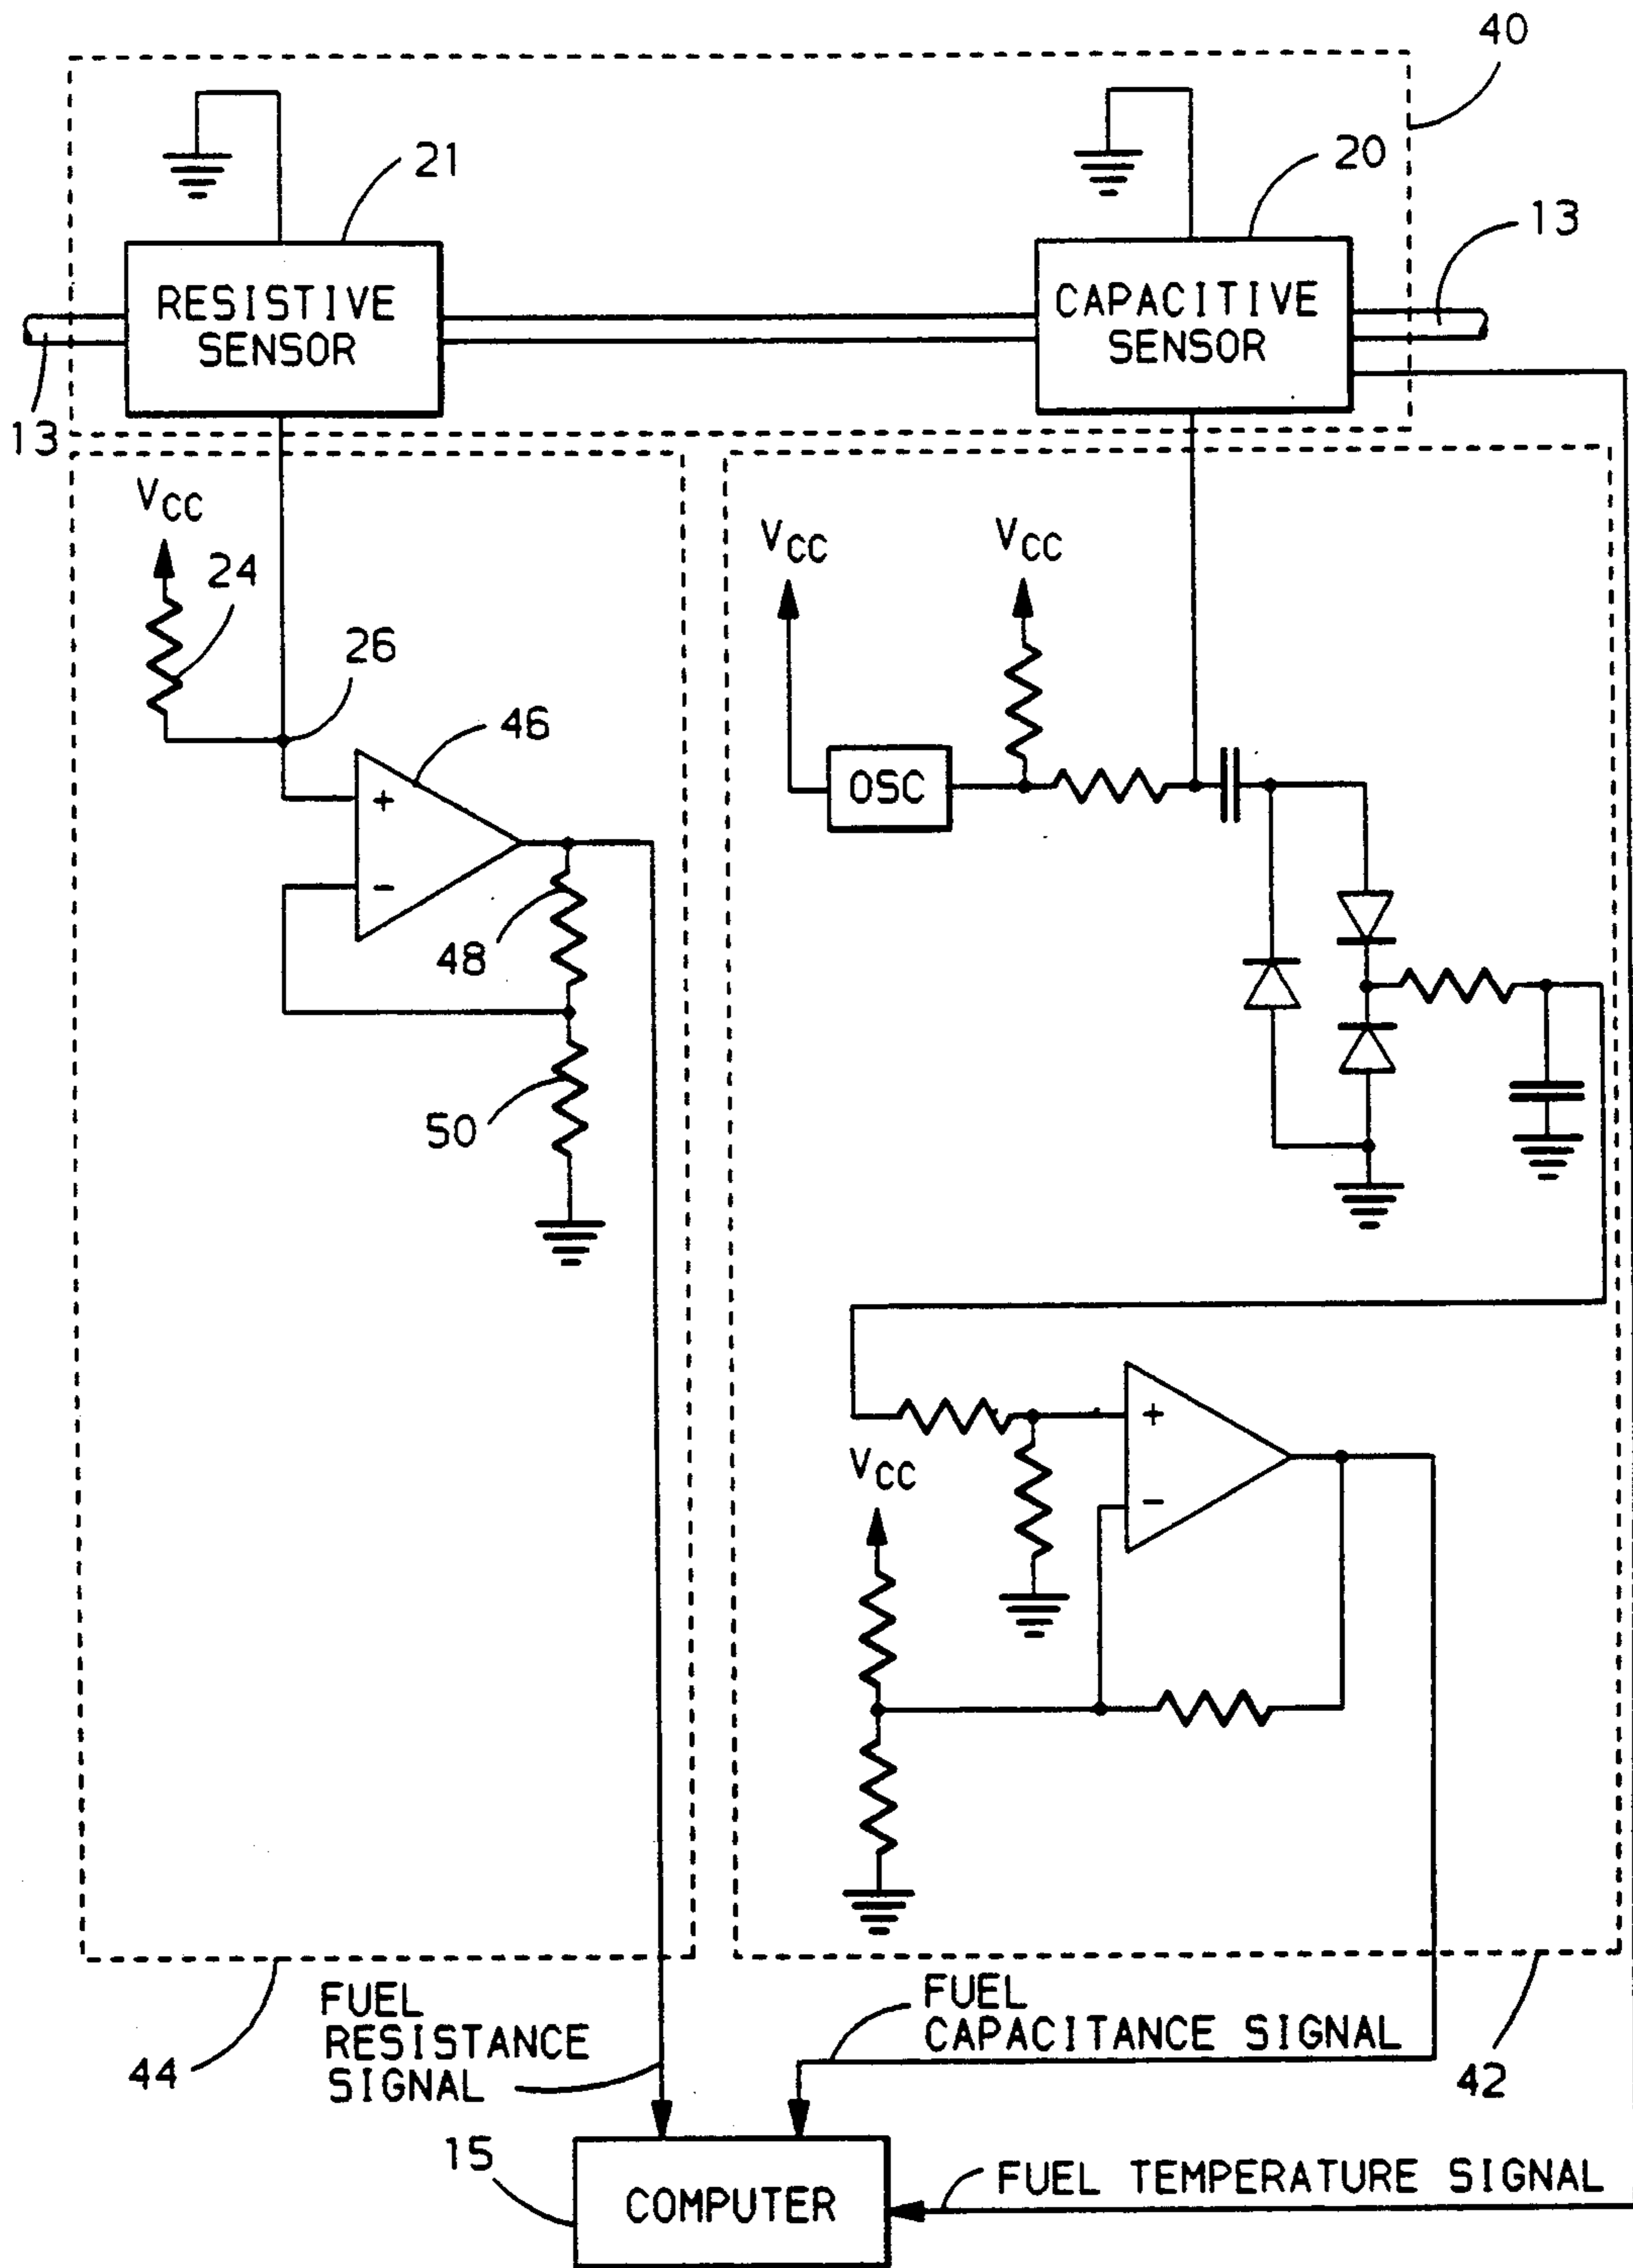 40
21
20
13
RESISTIVE
SENSOR
CAPACITIVE
SENSOR
13
VCC
24
26
46
+
-
48
50
VCC
VCC
OSC
VCC
+
-
FUEL
RESISTANCE
SIGNAL
FUEL
CAPACITANCE SIGNAL
44
42
15
COMPUTER
FUEL TEMPERATURE SIGNAL